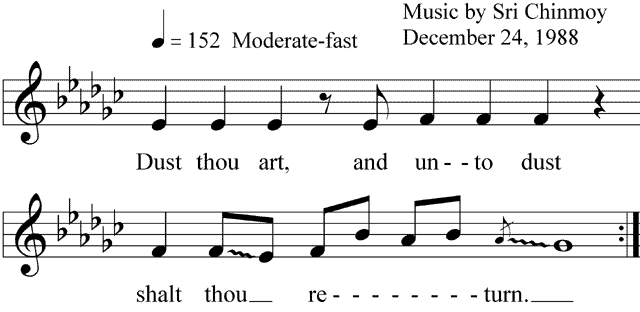 Music by Sri Chinmoy
= 152 Moderate-fast December 24, 1988
Dust thou art, and un--to dust
shalt thou__ re--------turn.___